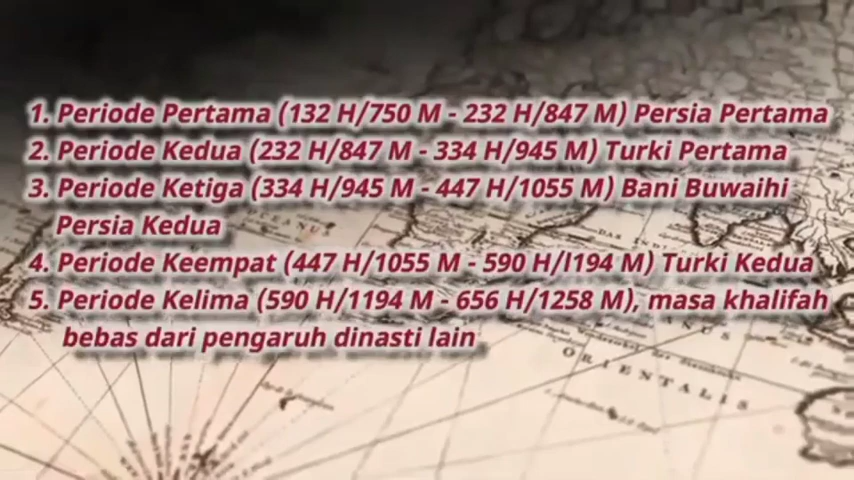 1. Periode Pertama (132 H/750 M - 232 H/847 M) Persia Pertama
2. Periode Kedua (232 H/847 M - 334 H/945 M) Turki Pertama
3. Periode Ketiga (334 H/945 M - 447 H/1055 M) Bani Buwaihi
Persia Kedua
4. Periode Keempat (447 H/1055 M - 590 H/l194 M) Turki Kedua
5. Periode Kelima (590 H/1194 M - 656 H/1258 M), masa khalifah
bebas dari pengaruh dinasti lain
ORIENTALIS